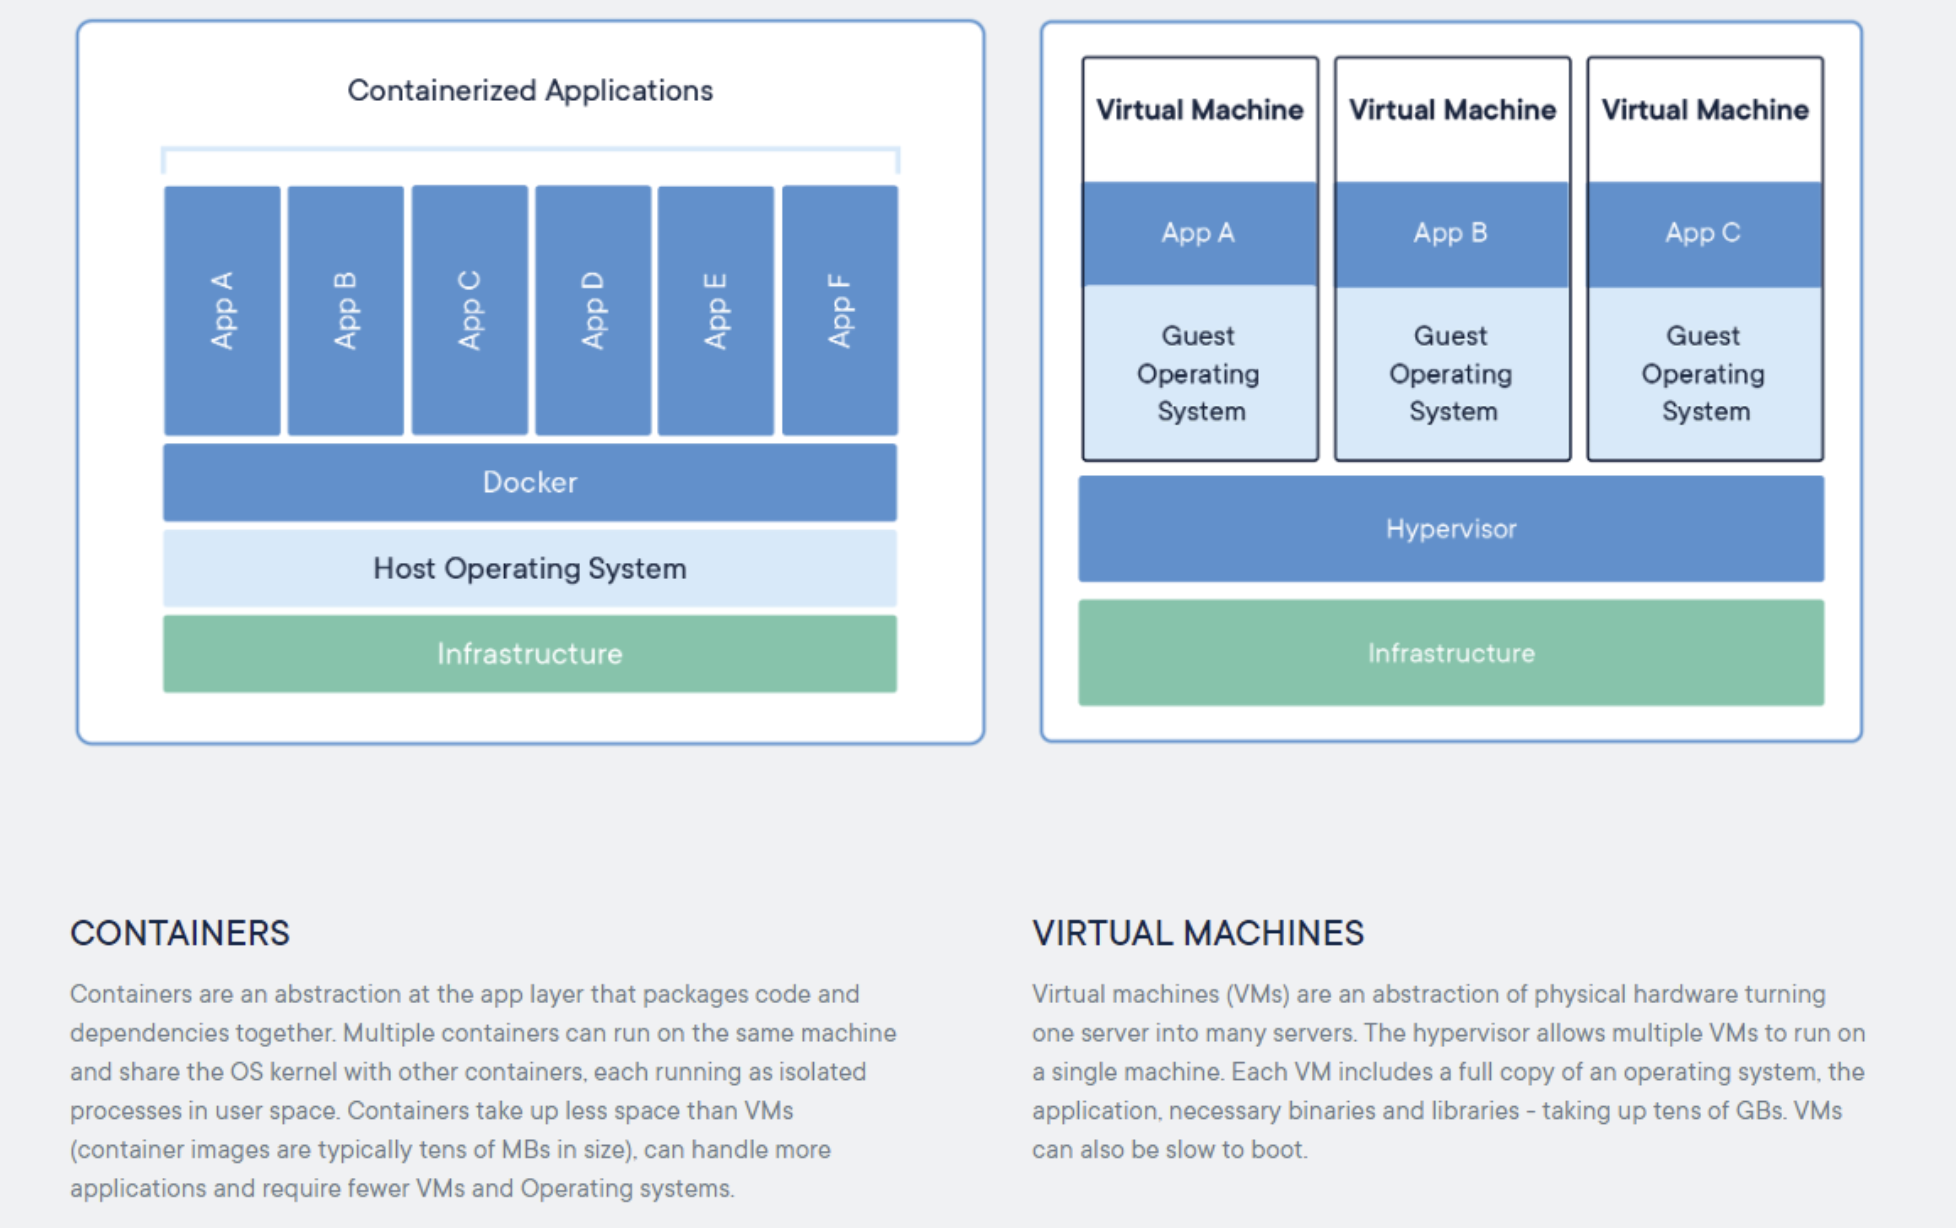 Containerized Applications
App A
App B
App C
App D
App E
App F
Docker
Host Operating System
Infrastructure
Virtual Machine
App A
Guest
Operating
System
Virtual Machine
App B
Guest
Operating
System
Virtual Machine
App C
Guest
Operating
System
Hypervisor
Infrastructure
CONTAINERS
Containers are an abstraction at the app layer that packages code and
dependencies together. Multiple containers can run on the same machine
and share the OS kernel with other containers, each running as isolated
processes in user space. Containers take up less space than VMs
(container images are typically tens of MBs in size), can handle more
applications and require fewer VMs and Operating systems.
VIRTUAL MACHINES
Virtual machines (VMs) are an abstraction of physical hardware turning
one server into many servers. The hypervisor allows multiple VMs to run on
a single machine. Each VM includes a full copy of an operating system, the
application, necessary binaries and libraries - taking up tens of GBs. VMs
can also be slow to boot.